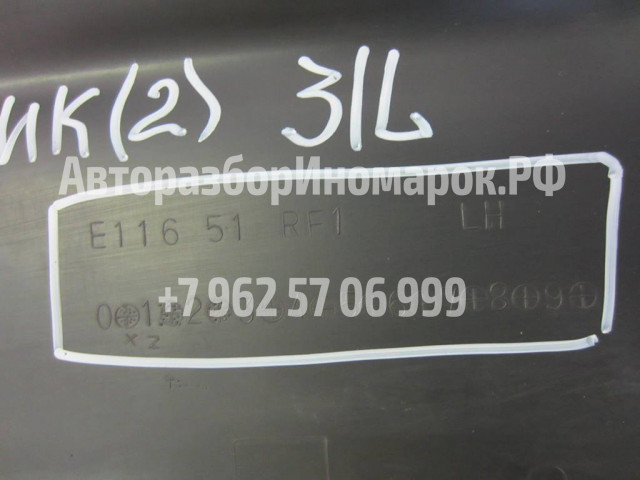 ИК(2) 3/L
АвторазборИномарок.РФ
E116 51 RF1 LH
+7 962 57 06 999
X Z